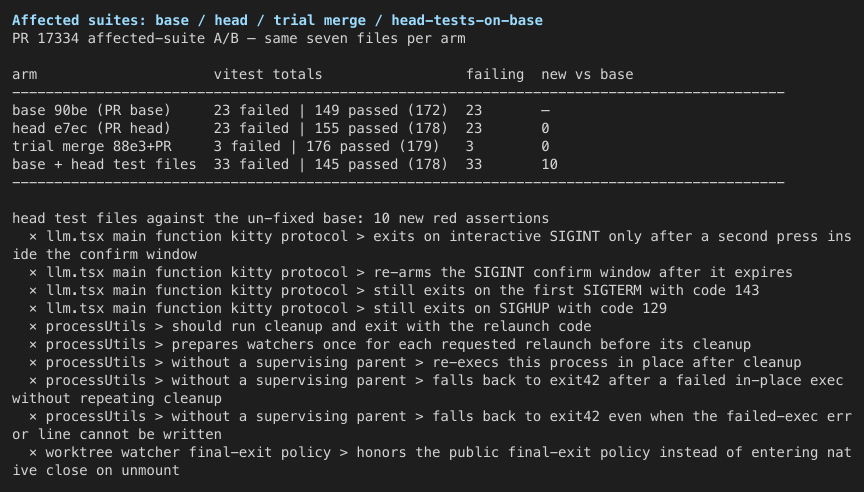 Affected suites: base / head / trial merge / head-tests-on-base
PR 17334 affected-suite A/B — same seven files per arm
arm vitest totals failing new vs base
base 90be (PR base) 23 failed | 149 passed (172) 23 —
head e7ec (PR head) 23 failed | 155 passed (178) 23 0
trial merge 88e3+PR 3 failed | 176 passed (179) 3 0
base + head test files 33 failed | 145 passed (178) 33 10
head test files against the un-fixed base: 10 new red assertions
× llm.tsx main function kitty protocol > exits on interactive SIGINT only after a second press ins
ide the confirm window
× llm.tsx main function kitty protocol > re-arms the SIGINT confirm window after it expires
× llm.tsx main function kitty protocol > still exits on the first SIGTERM with code 143
× llm.tsx main function kitty protocol > still exits on SIGHUP with code 129
× processUtils > should run cleanup and exit with the relaunch code
× processUtils > prepares watchers once for each requested relaunch before its cleanup
× processUtils > without a supervising parent > re-execs this process in place after cleanup
× processUtils > without a supervising parent > falls back to exit42 after a failed in-place exec
without repeating cleanup
× processUtils > without a supervising parent > falls back to exit42 even when the failed-exec err
or line cannot be written
× worktree watcher final-exit policy > honors the public final-exit policy instead of entering nat
ive close on unmount